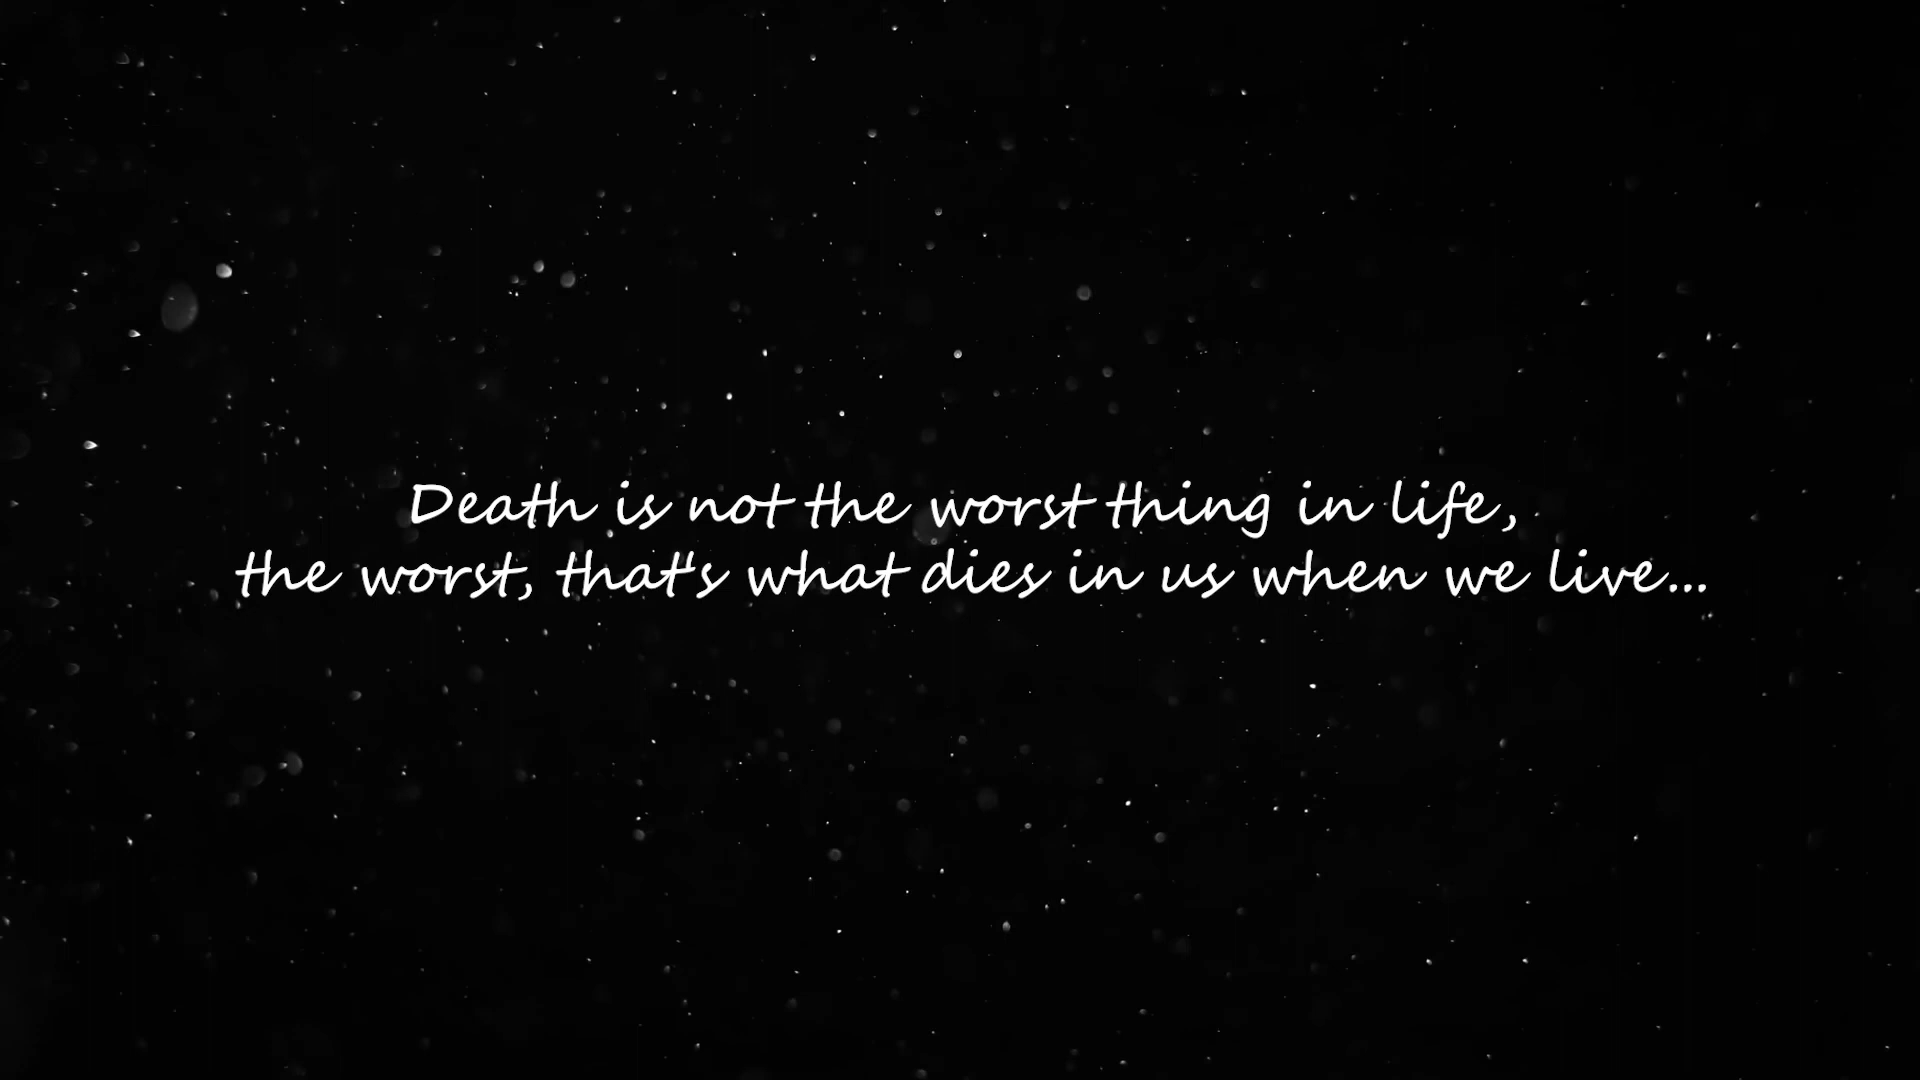 Death is not the worst thing in life,
the worst, that's what dies in us when we live...